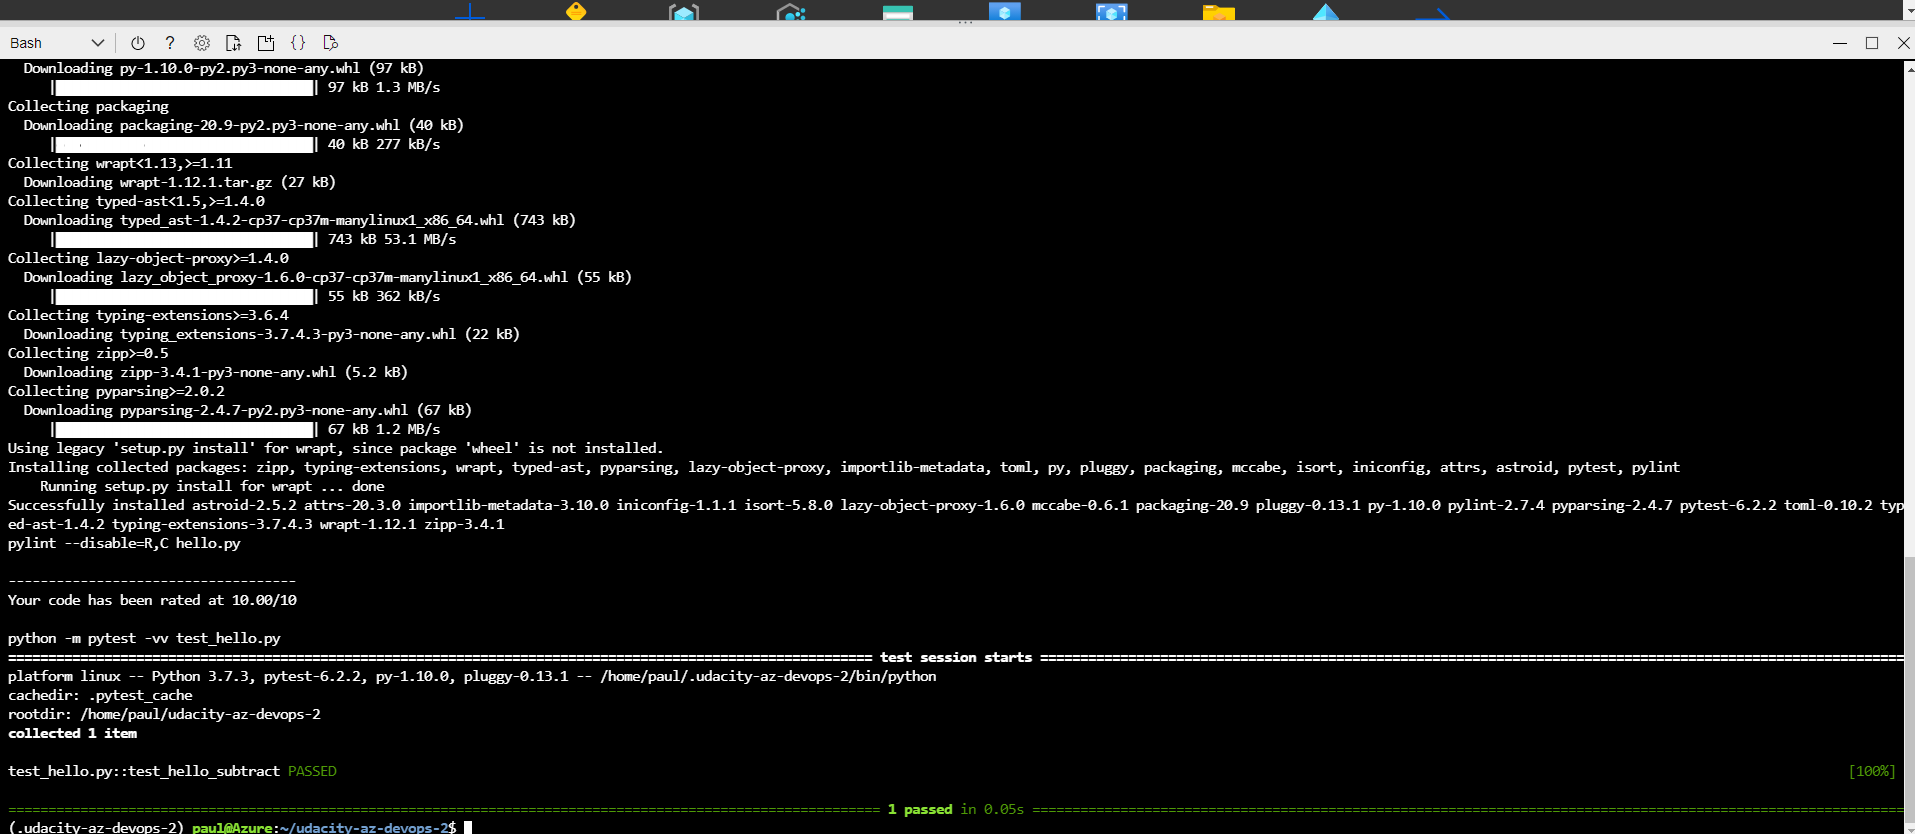 Bash
?
{}
Downloading py-1.10.0-py2.py3-none-any.whl (97 kB)
| 97 kB 1.3 MB/s
Collecting packaging
Downloading packaging-20.9-py2.py3-none-any.whl (40 kB)
| 40 kB 277 kB/s
Collecting wrapt<1.13,>=1.11
Downloading wrapt-1.12.1.tar.gz (27 kB)
Collecting typed-ast<1.5,>=1.4.0
Downloading typed_ast-1.4.2-cp37-cp37m-manylinux1_x86_64.whl (743 kB)
| 743 kB 53.1 MB/s
Collecting lazy-object-proxy>=1.4.0
Downloading lazy_object_proxy-1.6.0-cp37-cp37m-manylinux1_x86_64.whl (55 kB)
| 55 kB 362 kB/s
Collecting typing-extensions>=3.6.4
Downloading typing_extensions-3.7.4.3-py3-none-any.whl (22 kB)
Collecting zipp>=0.5
Downloading zipp-3.4.1-py3-none-any.whl (5.2 kB)
Collecting pyparsing>=2.0.2
Downloading pyparsing-2.4.7-py2.py3-none-any.whl (67 kB)
| 67 kB 1.2 MB/s
Using legacy 'setup.py install' for wrapt, since package 'wheel' is not installed.
Installing collected packages: zipp, typing-extensions, wrapt, typed-ast, pyparsing, lazy-object-proxy, importlib-metadata, toml, py, pluggy, packaging, mccabe, isort, iniconfig, attrs, astroid, pytest, pylint
Running setup.py install for wrapt ... done
Successfully installed astroid-2.5.2 attrs-20.3.0 importlib-metadata-3.10.0 iniconfig-1.1.1 isort-5.8.0 lazy-object-proxy-1.6.0 mccabe-0.6.1 packaging-20.9 pluggy-0.13.1 py-1.10.0 pylint-2.7.4 pyparsing-2.4.7 pytest-6.2.2 toml-0.10.2 typ
ed-ast-1.4.2 typing-extensions-3.7.4.3 wrapt-1.12.1 zipp-3.4.1
pylint --disable=R,C hello.py
------------------------------------
Your code has been rated at 10.00/10
python -m pytest -vv test_hello.py
test session starts
platform linux -- Python 3.7.3, pytest-6.2.2, py-1.10.0, pluggy-0.13.1 -- /home/paul/.udacity-az-devops-2/bin/python
cachedir: .pytest_cache
rootdir: /home/paul/udacity-az-devops-2
collected 1 item
test_hello.py::test_hello_subtract PASSED [100%]
1 passed in 0.05s
(.udacity-az-devops-2) paul@Azure:~/udacity-az-devops-2$